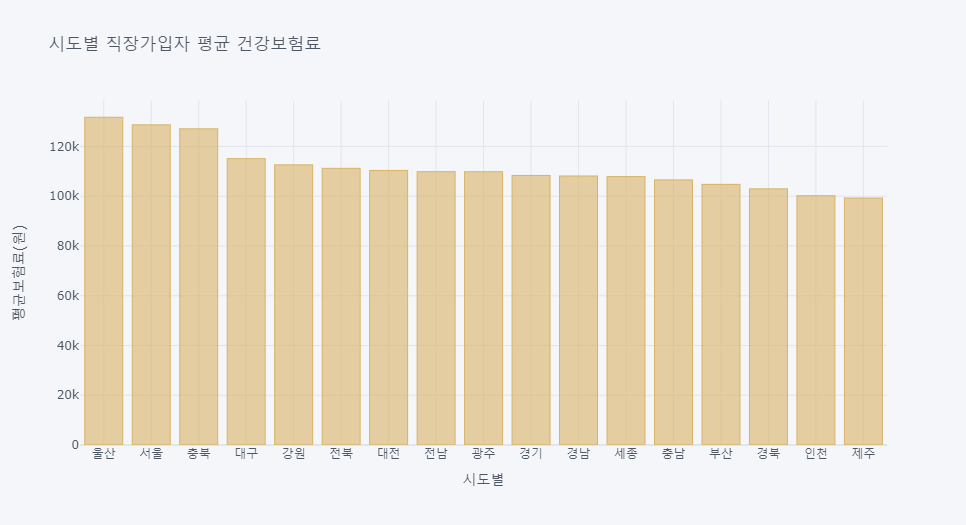 시도별 직장가입자 평균 건강보험료
평균보험료(원)
120k
100k
80k
60k
40k
20k
0
울산 서울 충북 대구 강원 전북 대전 전남 광주 경기 경남 세종 충남 부산 경북 인천 제주
시도별